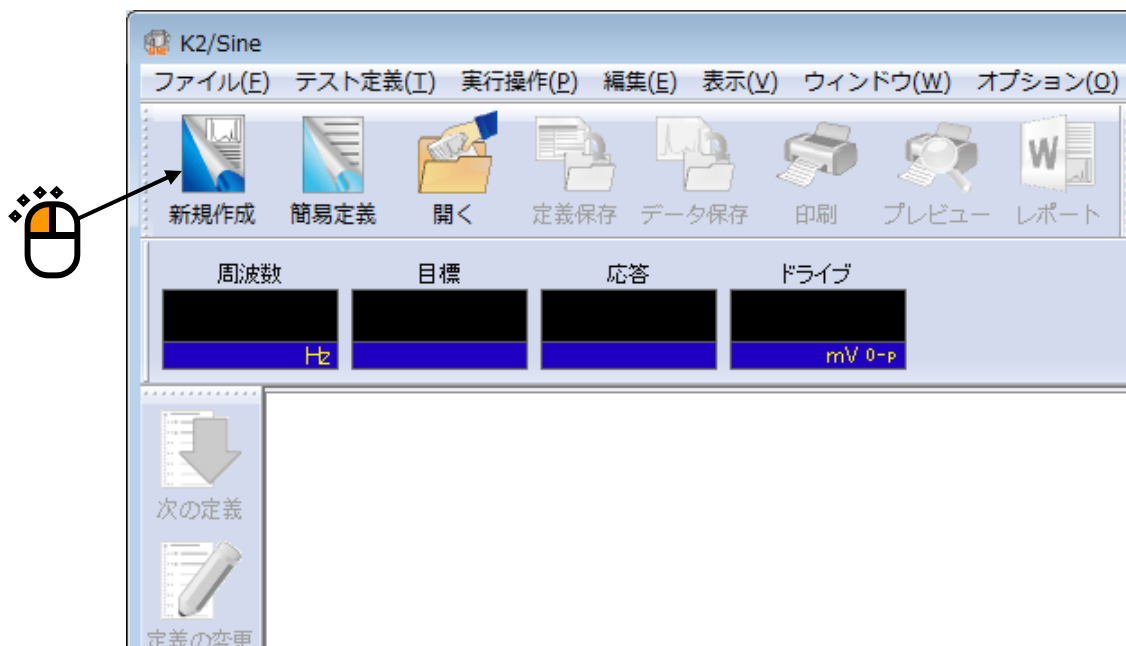 K2/Sine
ファイル(F) テスト定義(T) 実行操作(P) 編集(E) 表示(V) ウィンドウ(W) オプション(O)
新規作成 簡易定義 開く 定義保存 データ保存 印刷 プレビュー レポート
周波数 目標 応答 ドライブ
Hz mV 0-p
次の定義
定義の変更